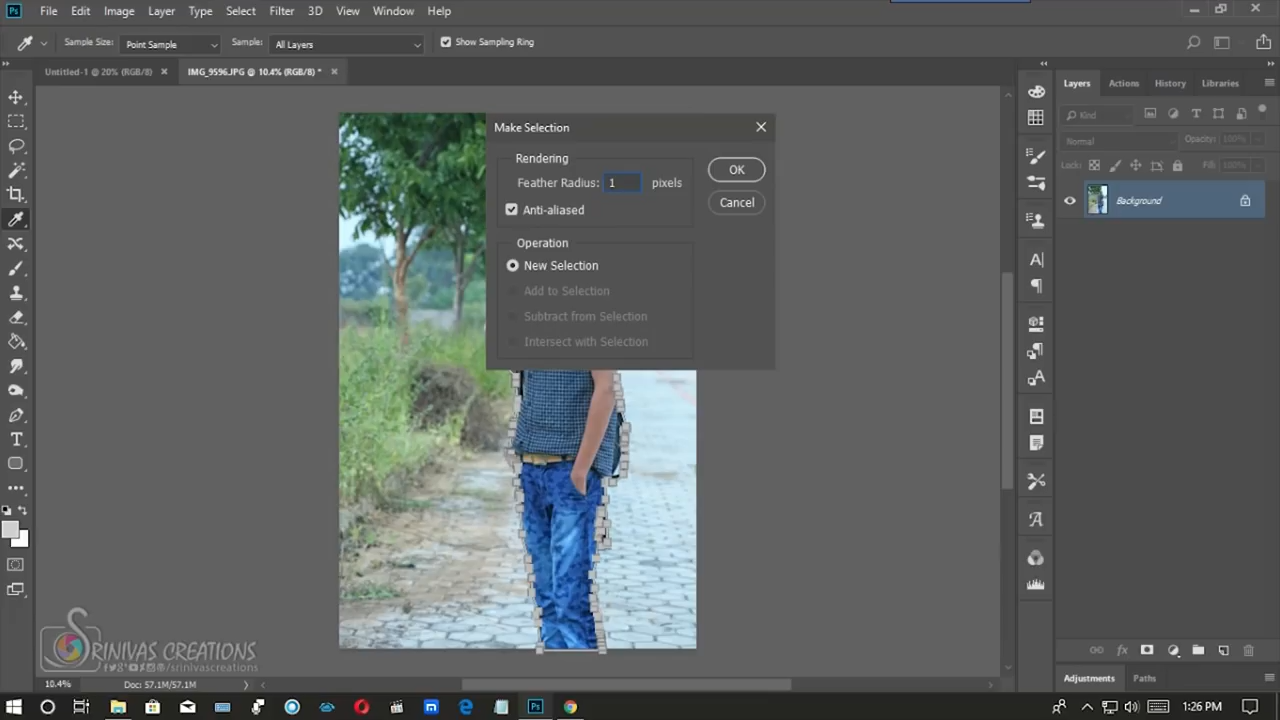 Ps File Edit Image Layer Type Select Filter 3D View Window Help
Sample Size: Point Sample Sample: All Layers Show Sampling Ring
Untitled-1 @ 20% (RGB/8) × IMG_9596.JPG @ 10.4% (RGB/8) * ×
Layers Actions History Libraries
Kind
Normal Opacity: 100%
Lock: Fill: 100%
Background
Make Selection
Rendering
Feather Radius: 1 pixels
Anti-aliased
OK
Cancel
Operation
New Selection
Add to Selection
Subtract from Selection
Intersect with Selection
SRINIVAS CREATIONS
/srinivascreations
10.4% Doc: 57.1M/57.1M
Adjustments Paths
1:26 PM